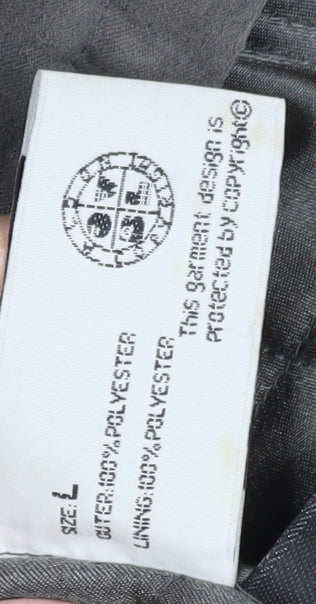 SIZE: L
OUTER:100%POLYESTER
LINING:100%POLYESTER
This garment design is
protected by copyright©